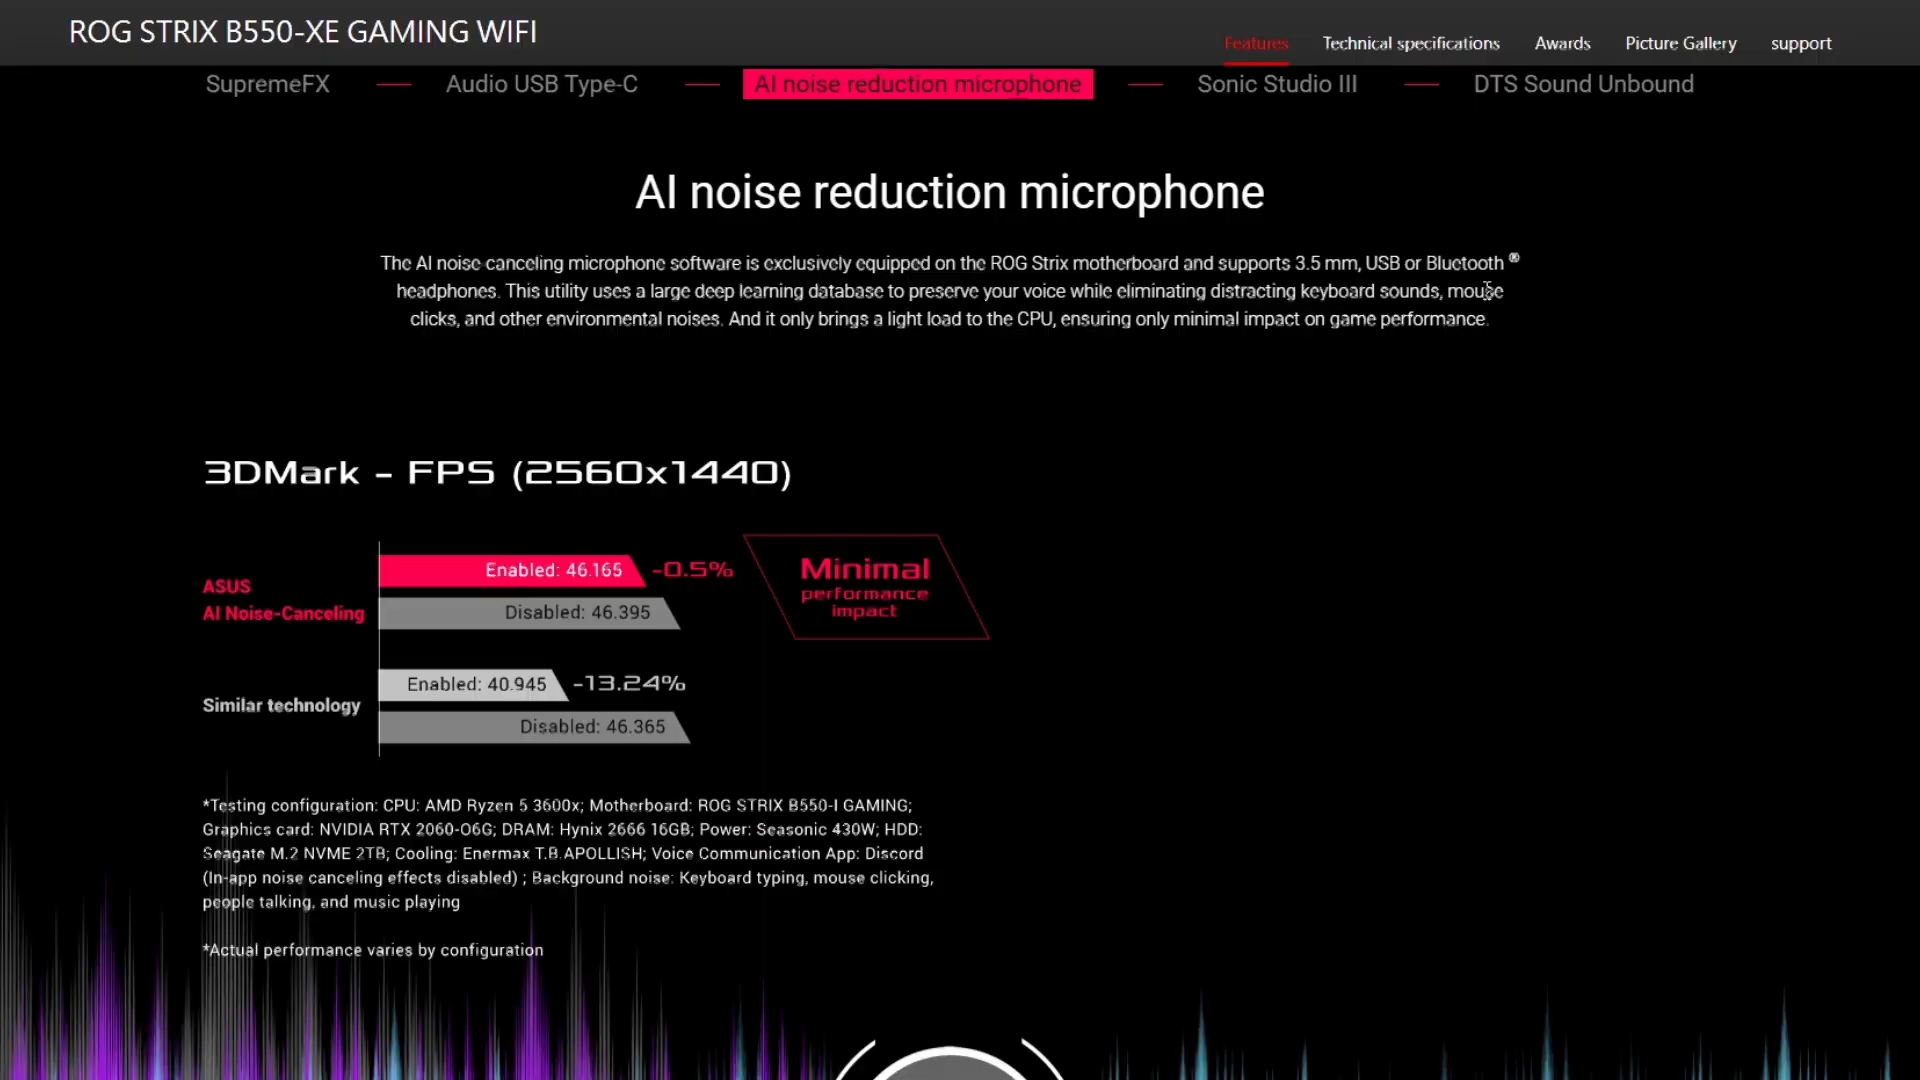 ROG STRIX B550-XE GAMING WIFI
Features Technical specifications Awards Picture Gallery support
SupremeFX Audio USB Type-C AI noise reduction microphone Sonic Studio III DTS Sound Unbound
AI noise reduction microphone
The AI noise-canceling microphone software is exclusively equipped on the ROG Strix motherboard and supports 3.5 mm, USB or Bluetooth ®
headphones. This utility uses a large deep learning database to preserve your voice while eliminating distracting keyboard sounds, mouse
clicks, and other environmental noises. And it only brings a light load to the CPU, ensuring only minimal impact on game performance.
3DMark - FPS (2560x1440)
ASUS
AI Noise-Canceling
Enabled: 46.165 -0.5%
Disabled: 46.395
Minimal
performance
impact
Similar technology
Enabled: 40.945 -13.24%
Disabled: 46.365
*Testing configuration: CPU: AMD Ryzen 5 3600x; Motherboard: ROG STRIX B550-I GAMING;
Graphics card: NVIDIA RTX 2060-O6G; DRAM: Hynix 2666 16GB; Power: Seasonic 430W; HDD:
Seagate M.2 NVME 2TB; Cooling: Enermax T.B.APOLLISH; Voice Communication App: Discord
(In-app noise canceling effects disabled) ; Background noise: Keyboard typing, mouse clicking,
people talking, and music playing
*Actual performance varies by configuration